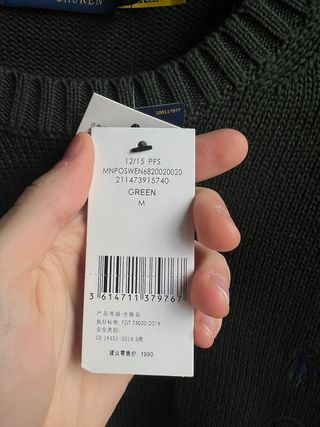 LAUREN
100117077
12/15 PFS
MNPOSWEN6820020020
211473915740
GREEN
M
3 614711 379767
产品等级:合格品
执行标准: FZ/T 73020-2019
安全类别:
GB 18401-2010 B类
建议零售价: 1990